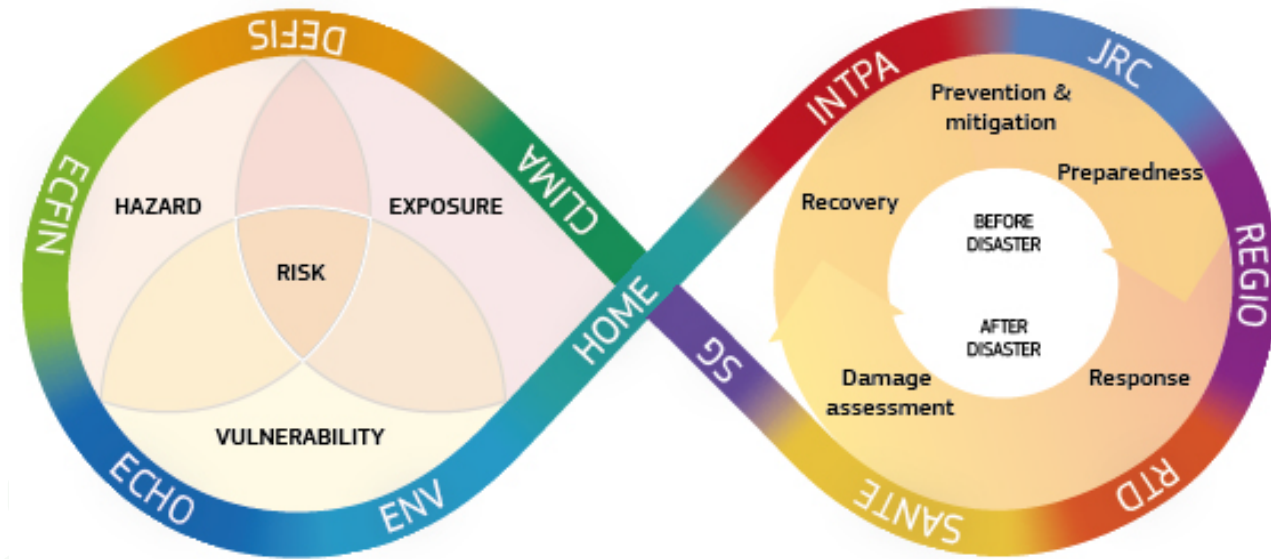 DEFIS
ECFIN
CLIMA
HAZARD
EXPOSURE
RISK
VULNERABILITY
ECHO
ENV
HOME
INTPA
JRC
REGIO
RTD
SANTE
SG
Prevention &
mitigation
Preparedness
Recovery
BEFORE
DISASTER
AFTER
DISASTER
Damage
assessment
Response